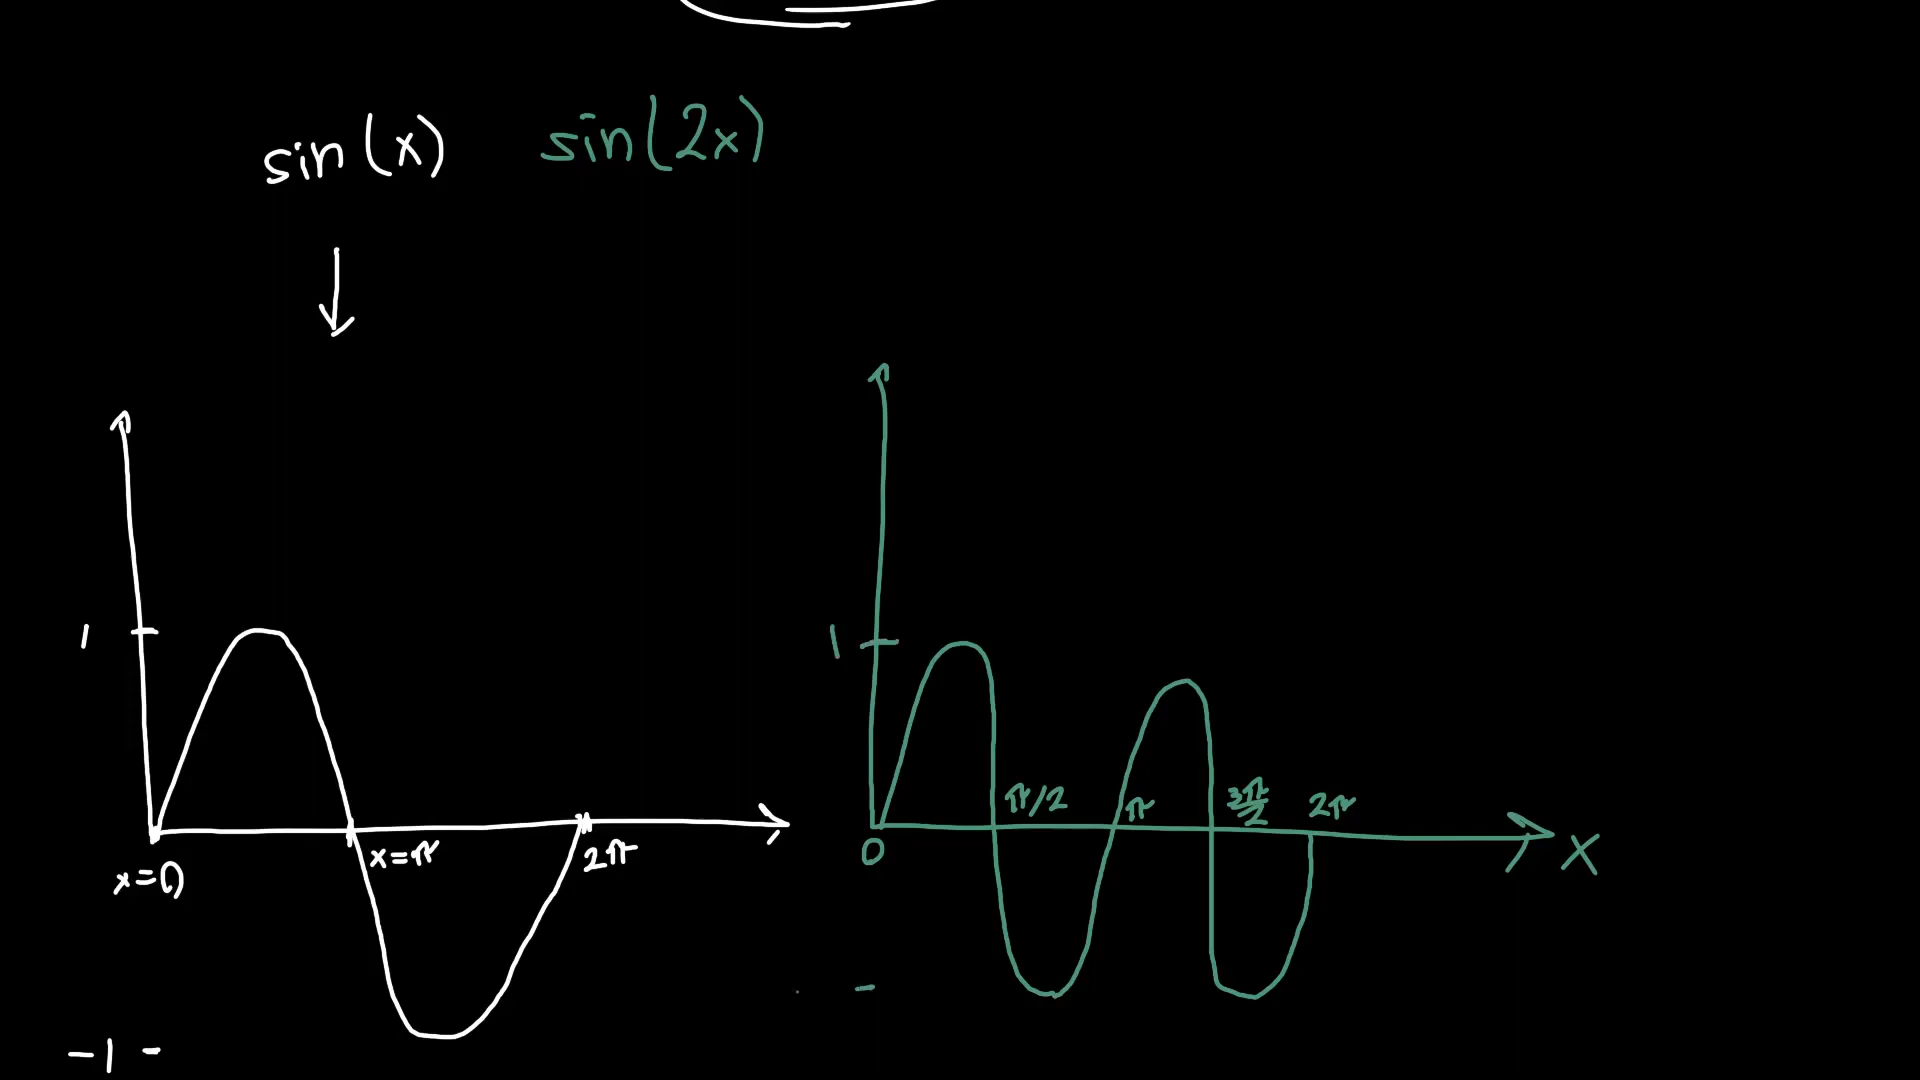 sin(x) sin(2x)
1
x=0
x=π
2π
-1 -
1
0
π/2
π
3π/2
2π
x
-